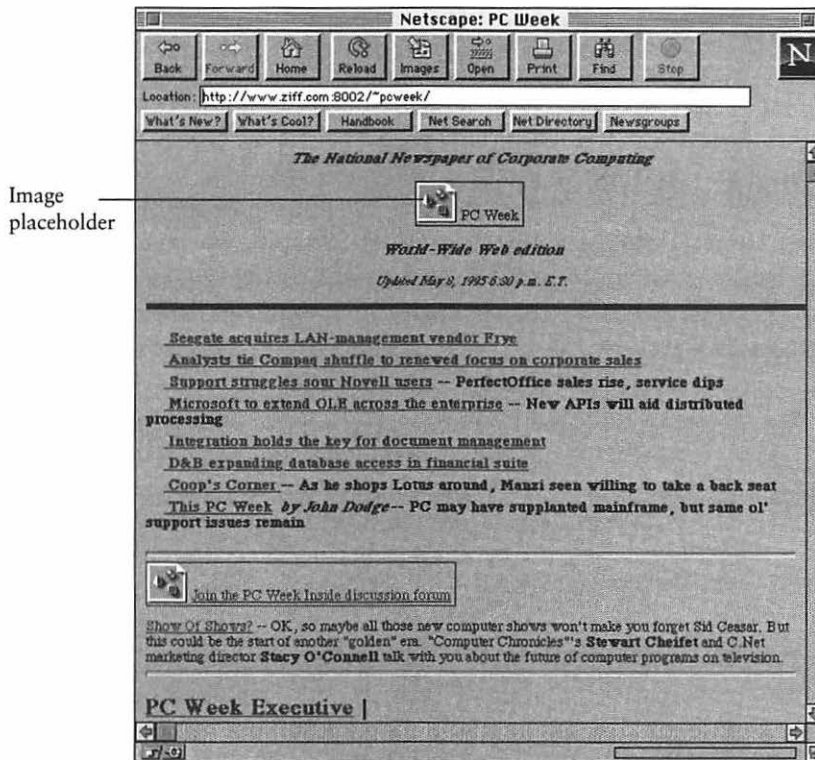 Netscape: PC Week
Back Forward Home Reload Images Open Print Find Stop
N
Location: http://www.ziff.com:8002/~pcweek/
What's New? What's Cool? Handbook Net Search Net Directory Newsgroups
The National Newspaper of Corporate Computing
Image
placeholder
PC Week
World-Wide Web edition
Updated May 8, 1995 6:30 p.m. E.T.
Seagate acquires LAN-management vendor Frye
Analysts tie Compaq shuffle to renewed focus on corporate sales
Support struggles sour Novell users -- PerfectOffice sales rise, service dips
Microsoft to extend OLE across the enterprise -- New APIs will aid distributed
processing
Integration holds the key for document management
D&B expanding database access in financial suite
Coop's Corner -- As he shops Lotus around, Manzi seen willing to take a back seat
This PC Week by John Dodge-- PC may have supplanted mainframe, but same ol'
support issues remain
Join the PC Week Inside discussion forum
Show Of Shows? -- OK, so maybe all those new computer shows won't make you forget Sid Ceasar. But
this could be the start of another "golden" era. "Computer Chronicles"'s Stewart Cheifet and C.Net
marketing director Stacy O'Connell talk with you about the future of computer programs on television.
PC Week Executive